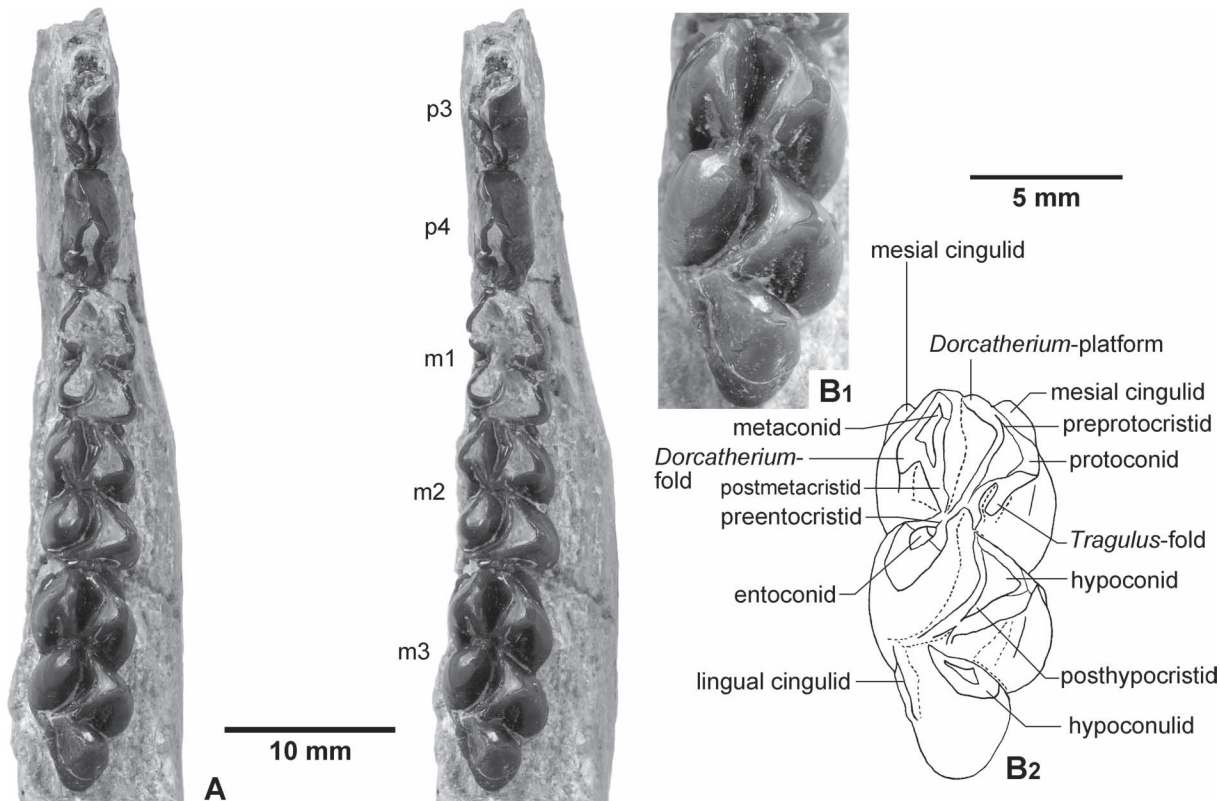 p3
p4
m1
m2
m3
10 mm
A
B1
5 mm
mesial cingulid
Dorcatherium-platform
mesial cingulid
preprotocristid
metaconid
protoconid
Dorcatherium-
fold
postmetacristid
preentocristid
Tragulus-fold
entoconid
hypoconid
lingual cingulid
posthypocristid
hypoconulid
B2